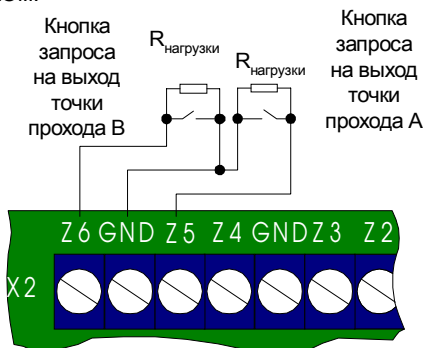 Кнопка
запроса
на выход
точки
прохода B
Rнагрузки
Rнагрузки
Кнопка
запроса
на выход
точки
прохода A
Z6 GND Z5 Z4 GND Z3 Z2
X2